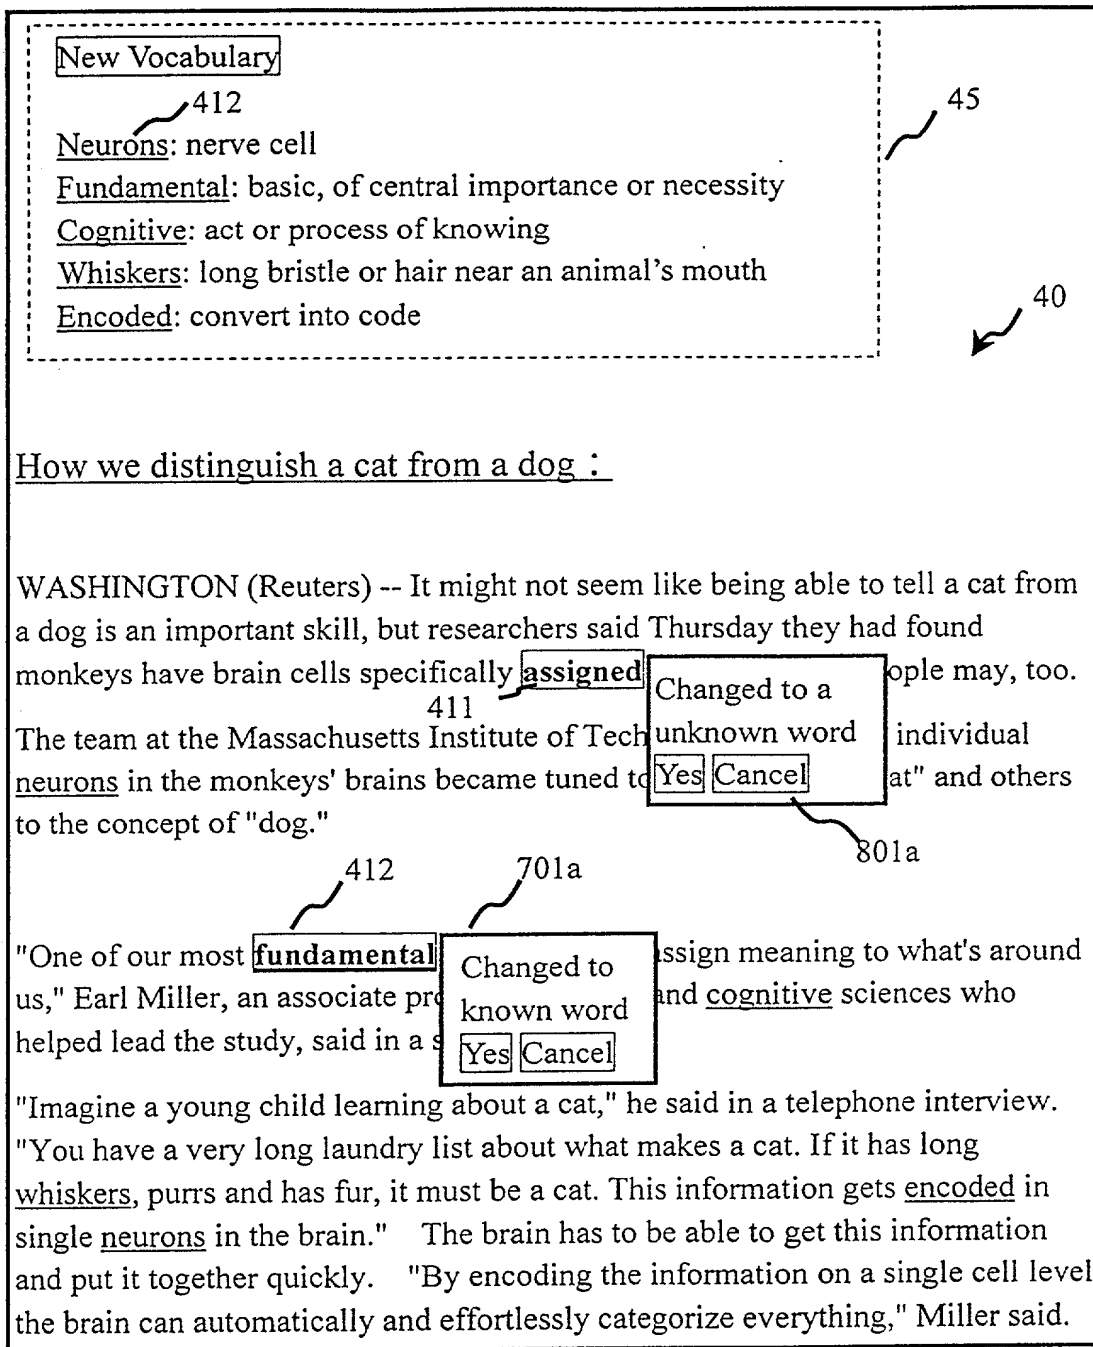 New Vocabulary
412
45
Neurons: nerve cell
Fundamental: basic, of central importance or necessity
Cognitive: act or process of knowing
Whiskers: long bristle or hair near an animal's mouth
Encoded: convert into code
40
How we distinguish a cat from a dog :
WASHINGTON (Reuters) -- It might not seem like being able to tell a cat from
a dog is an important skill, but researchers said Thursday they had found
monkeys have brain cells specifically assigned ople may, too.
411
Changed to a
unknown word
Yes Cancel
801a
The team at the Massachusetts Institute of Tech individual
neurons in the monkeys' brains became tuned to at" and others
to the concept of "dog."
412
701a
"One of our most fundamental ssign meaning to what's around
us," Earl Miller, an associate pro nd cognitive sciences who
helped lead the study, said in a s
Changed to
known word
Yes Cancel
"Imagine a young child learning about a cat," he said in a telephone interview.
"You have a very long laundry list about what makes a cat. If it has long
whiskers, purrs and has fur, it must be a cat. This information gets encoded in
single neurons in the brain." The brain has to be able to get this information
and put it together quickly. "By encoding the information on a single cell level
the brain can automatically and effortlessly categorize everything," Miller said.